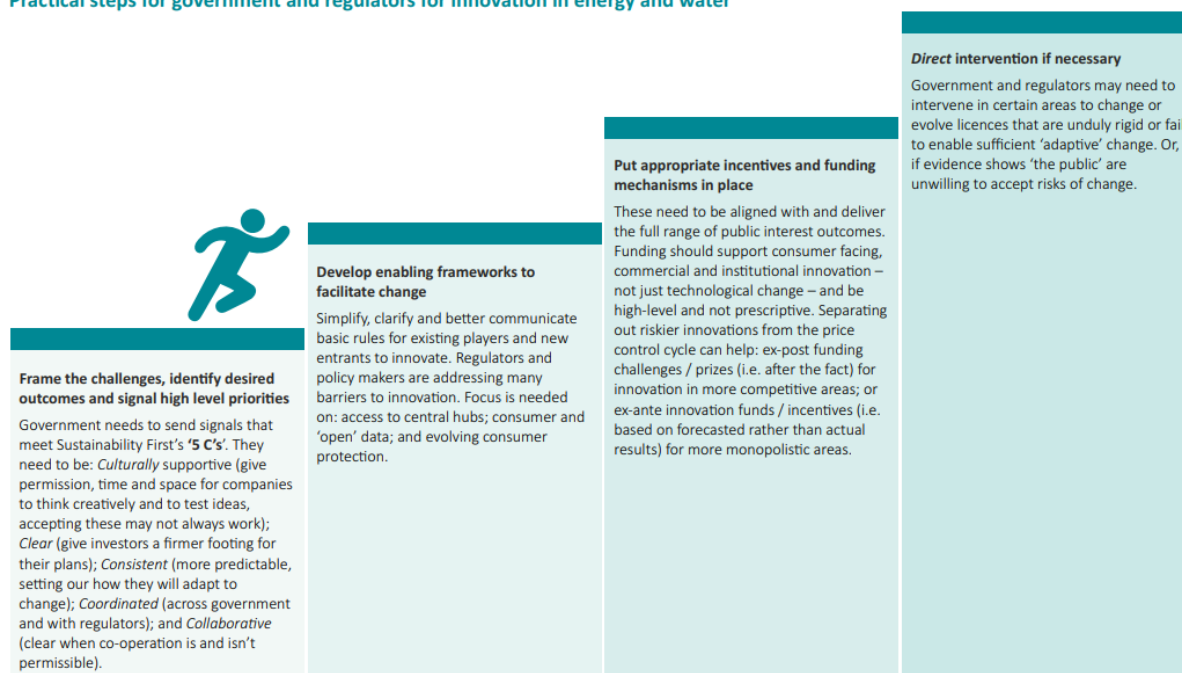 Practical steps for government and regulators for innovation in energy and water
Frame the challenges, identify desired
outcomes and signal high level priorities
Government needs to send signals that
meet Sustainability First’s ‘5 C’s’. They
need to be: Culturally supportive (give
permission, time and space for companies
to think creatively and to test ideas,
accepting these may not always work);
Clear (give investors a firmer footing for
their plans); Consistent (more predictable,
setting our how they will adapt to
change); Coordinated (across government
and with regulators); and Collaborative
(clear when co-operation is and isn’t
permissible).
Develop enabling frameworks to
facilitate change
Simplify, clarify and better communicate
basic rules for existing players and new
entrants to innovate. Regulators and
policy makers are addressing many
barriers to innovation. Focus is needed
on: access to central hubs; consumer and
‘open’ data; and evolving consumer
protection.
Put appropriate incentives and funding
mechanisms in place
These need to be aligned with and deliver
the full range of public interest outcomes.
Funding should support consumer facing,
commercial and institutional innovation –
not just technological change – and be
high-level and not prescriptive. Separating
out riskier innovations from the price
control cycle can help: ex-post funding
challenges / prizes (i.e. after the fact) for
innovation in more competitive areas; or
ex-ante innovation funds / incentives (i.e.
based on forecasted rather than actual
results) for more monopolistic areas.
Direct intervention if necessary
Government and regulators may need to
intervene in certain areas to change or
evolve licences that are unduly rigid or fail
to enable sufficient ‘adaptive’ change. Or,
if evidence shows ‘the public’ are
unwilling to accept risks of change.